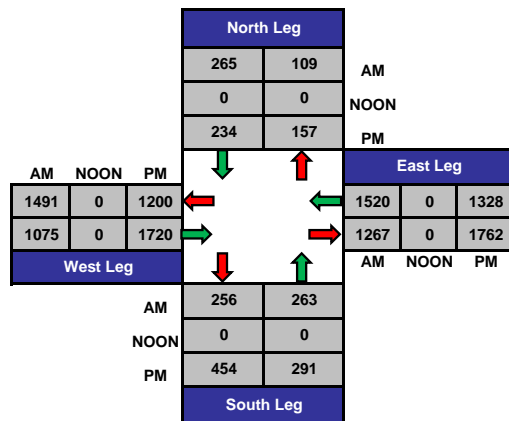 North Leg
265 109 AM
0 0 NOON
234 157 PM
AM NOON PM East Leg
1491 0 1200 1520 0 1328
1075 0 1720 1267 0 1762
West Leg AM NOON PM
AM 256 263
NOON 0 0
PM 454 291
South Leg